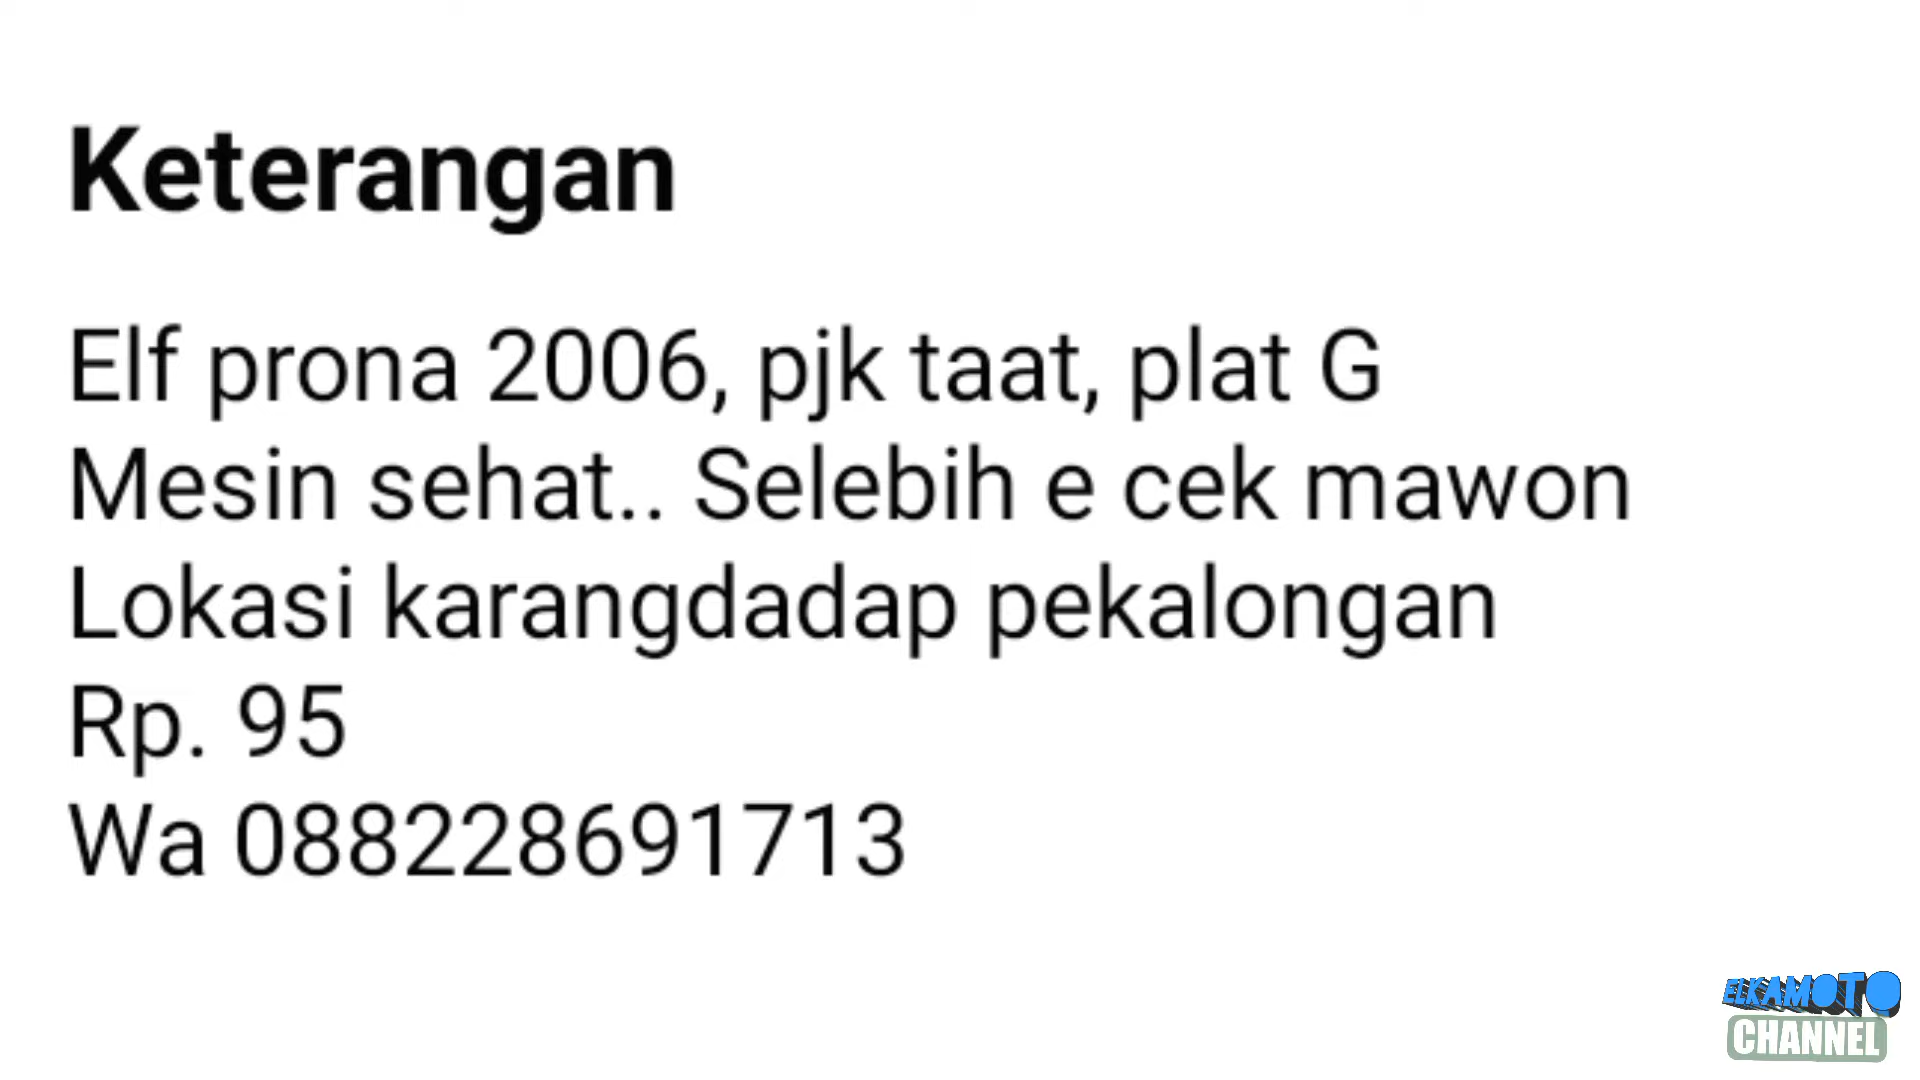 Keterangan
Elf prona 2006, pjk taat, plat G
Mesin sehat.. Selebih e cek mawon
Lokasi karangdadap pekalongan
Rp. 95
Wa 088228691713
ELKAMOTO
CHANNEL